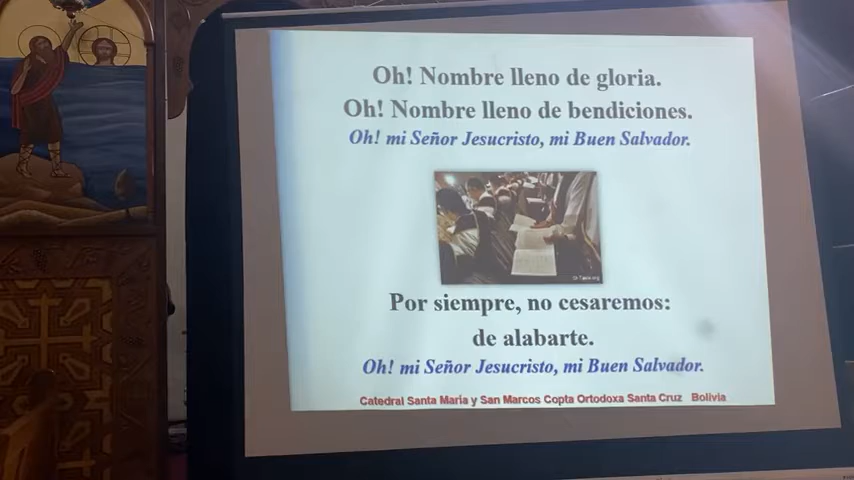 Oh! Nombre lleno de gloria.
Oh! Nombre lleno de bendiciones.
Oh! mi Señor Jesucristo, mi Buen Salvador.
Por siempre, no cesaremos:
de alabarte.
Oh! mi Señor Jesucristo, mi Buen Salvador.
Catedral Santa María y San Marcos Copta Ortodoxa Santa Cruz Bolivia